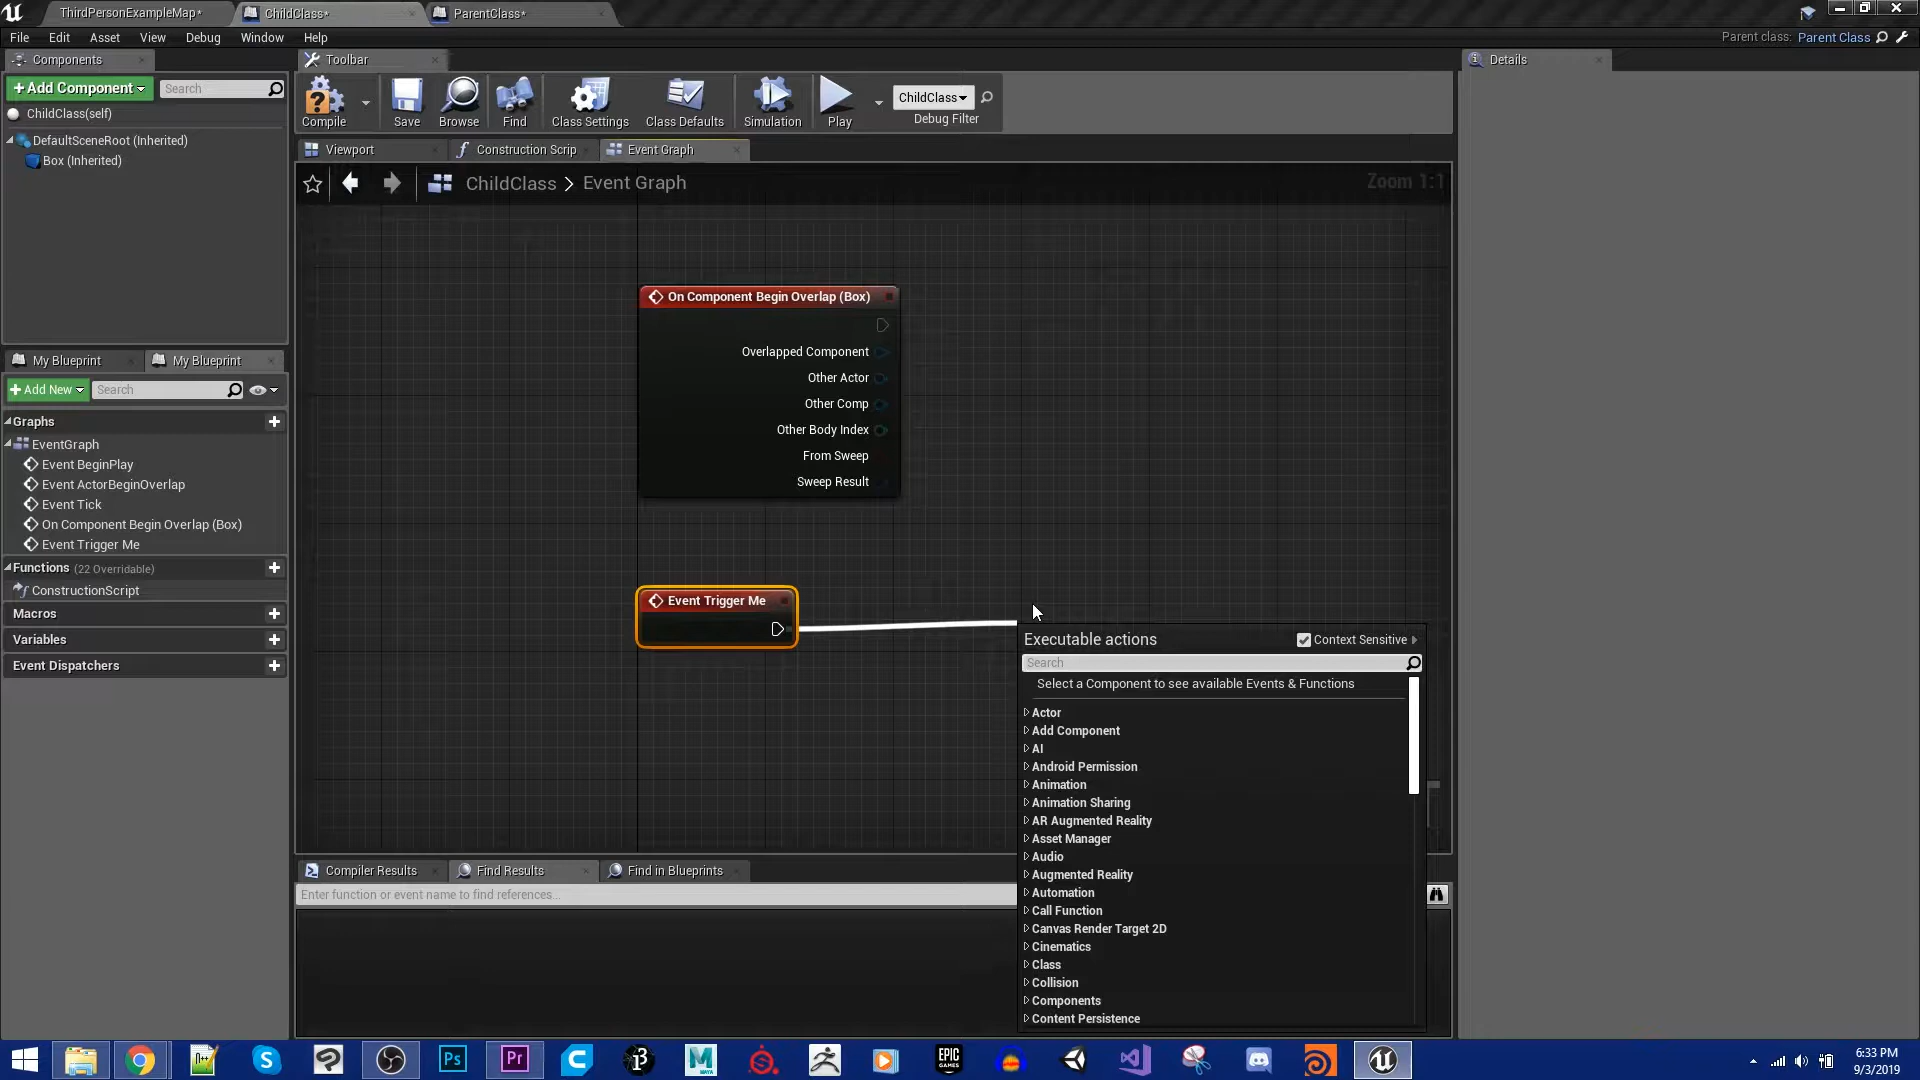 ThirdPersonExampleMap*
ChildClass*
ParentClass*
File Edit Asset View Debug Window Help
Parent class: Parent Class
Components
Toolbar
Details
+Add Component
Search
ChildClass(self)
DefaultSceneRoot (Inherited)
Box (Inherited)
Compile Save Browse Find Class Settings Class Defaults Simulation Play
ChildClass
Debug Filter
Viewport
Construction Scrip
Event Graph
ChildClass > Event Graph
Zoom 1:1
On Component Begin Overlap (Box)
Overlapped Component
Other Actor
Other Comp
Other Body Index
From Sweep
Sweep Result
My Blueprint
My Blueprint
+Add New
Search
Graphs
EventGraph
Event BeginPlay
Event ActorBeginOverlap
Event Tick
On Component Begin Overlap (Box)
Event Trigger Me
Functions (22 Overridable)
ConstructionScript
Macros
Variables
Event Dispatchers
Event Trigger Me
Executable actions
Context Sensitive
Search
Select a Component to see available Events & Functions
Actor
Add Component
AI
Android Permission
Animation
Animation Sharing
AR Augmented Reality
Asset Manager
Audio
Augmented Reality
Automation
Call Function
Canvas Render Target 2D
Cinematics
Class
Collision
Components
Content Persistence
Compiler Results
Find Results
Find in Blueprints
Enter function or event name to find references...
Ps
Pr
MAYA
EPIC
GAMES
6:33 PM
9/3/2019